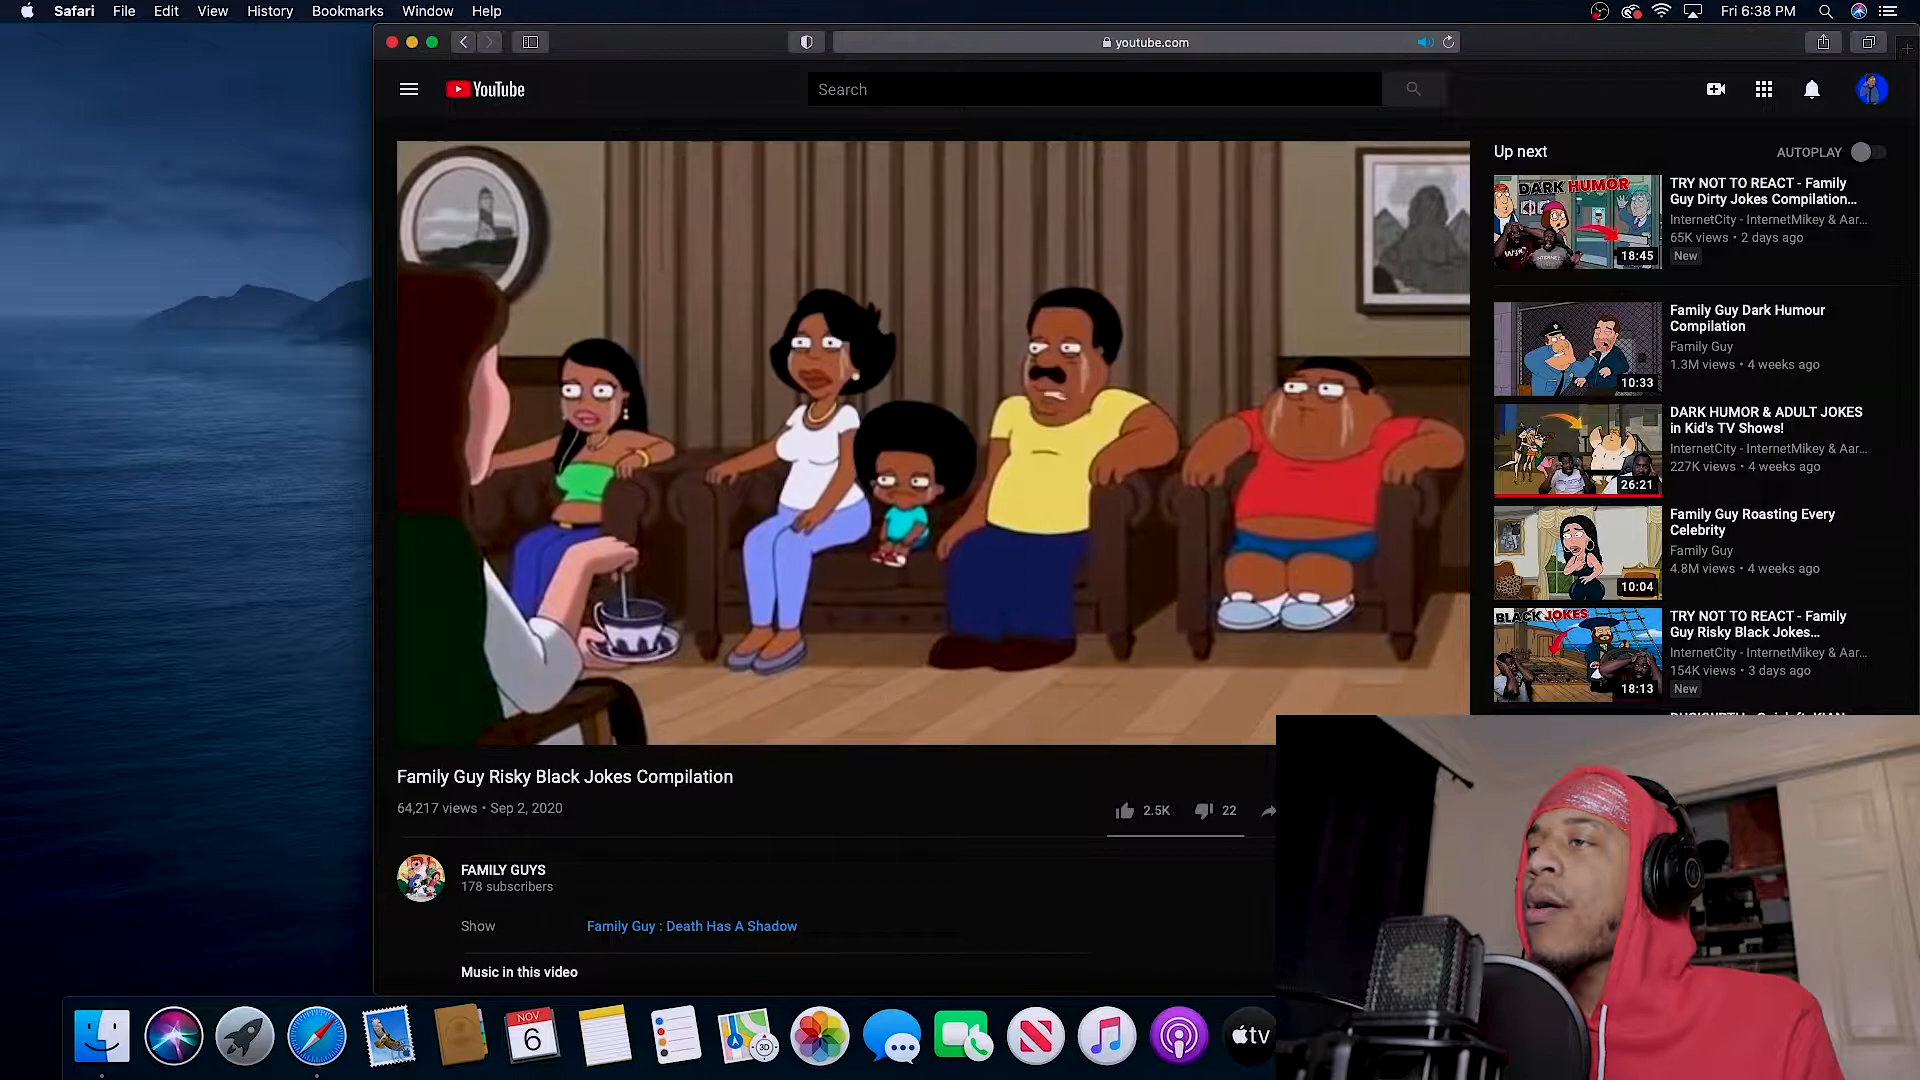 Safari File Edit View History Bookmarks Window Help
Fri 6:38 PM
youtube.com
YouTube
Search
Up next
AUTOPLAY
DARK HUMOR
18:45
TRY NOT TO REACT - Family
Guy Dirty Jokes Compilation...
InternetCity - InternetMikey & Aar...
65K views • 2 days ago
New
10:33
Family Guy Dark Humour
Compilation
Family Guy
1.3M views • 4 weeks ago
26:21
DARK HUMOR & ADULT JOKES
in Kid's TV Shows!
InternetCity - InternetMikey & Aar...
227K views • 4 weeks ago
10:04
Family Guy Roasting Every
Celebrity
Family Guy
4.8M views • 4 weeks ago
BLACK JOKES
18:13
TRY NOT TO REACT - Family
Guy Risky Black Jokes...
InternetCity - InternetMikey & Aar...
154K views • 3 days ago
New
Family Guy Risky Black Jokes Compilation
64,217 views • Sep 2, 2020
2.5K
22
FAMILY GUYS
178 subscribers
Show
Family Guy : Death Has A Shadow
Music in this video
NOV
6
3D
tv